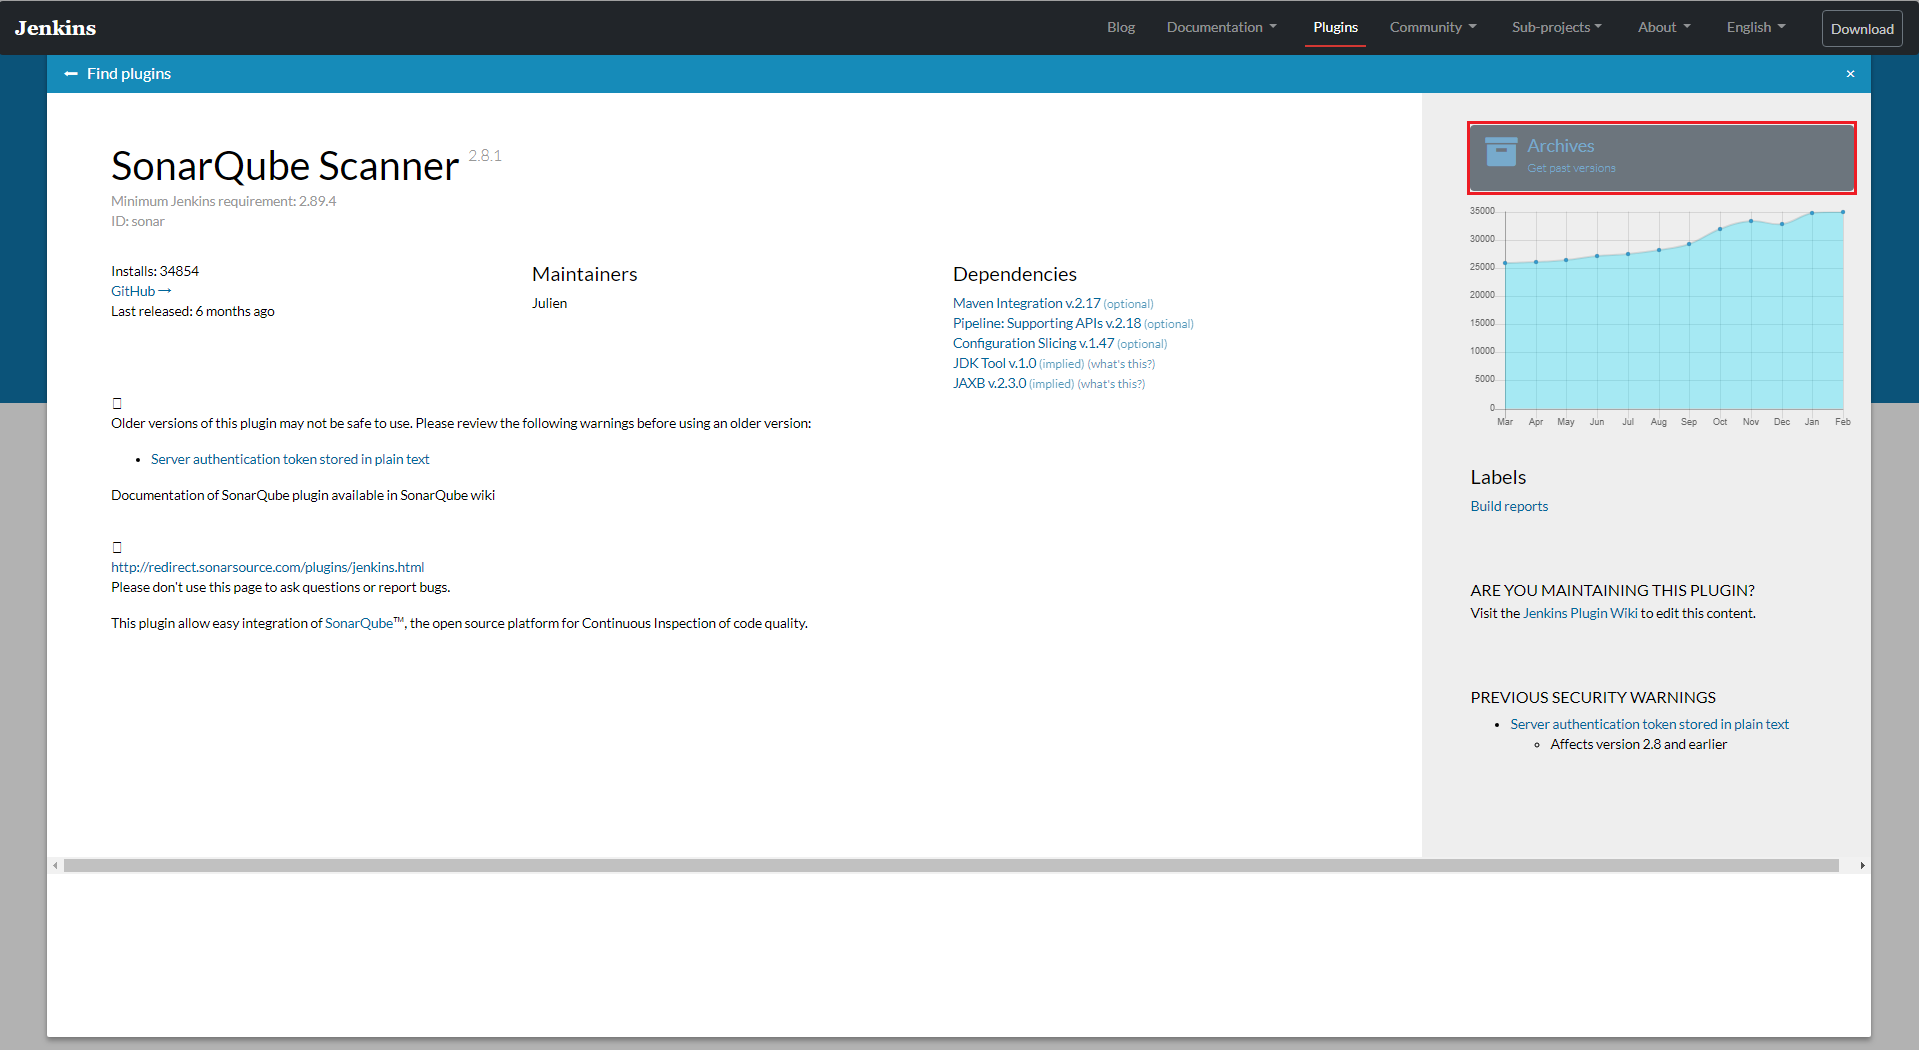 Jenkins
Blog
Documentation
Plugins
Community
Sub-projects
About
English
Download
← Find plugins
×
SonarQube Scanner 2.8.1
Minimum Jenkins requirement: 2.89.4
ID: sonar
Installs: 34854
GitHub →
Last released: 6 months ago
Maintainers
Julien
Dependencies
Maven Integration v.2.17 (optional)
Pipeline: Supporting APIs v.2.18 (optional)
Configuration Slicing v.1.47 (optional)
JDK Tool v.1.0 (implied) (what's this?)
JAXB v.2.3.0 (implied) (what's this?)
Older versions of this plugin may not be safe to use. Please review the following warnings before using an older version:
• Server authentication token stored in plain text
Documentation of SonarQube plugin available in SonarQube wiki
http://redirect.sonarsource.com/plugins/jenkins.html
Please don't use this page to ask questions or report bugs.
This plugin allow easy integration of SonarQube™, the open source platform for Continuous Inspection of code quality.
Archives
Get past versions
35000
30000
25000
20000
15000
10000
5000
0
Mar Apr May Jun Jul Aug Sep Oct Nov Dec Jan Feb
Labels
Build reports
ARE YOU MAINTAINING THIS PLUGIN?
Visit the Jenkins Plugin Wiki to edit this content.
PREVIOUS SECURITY WARNINGS
• Server authentication token stored in plain text
◦ Affects version 2.8 and earlier